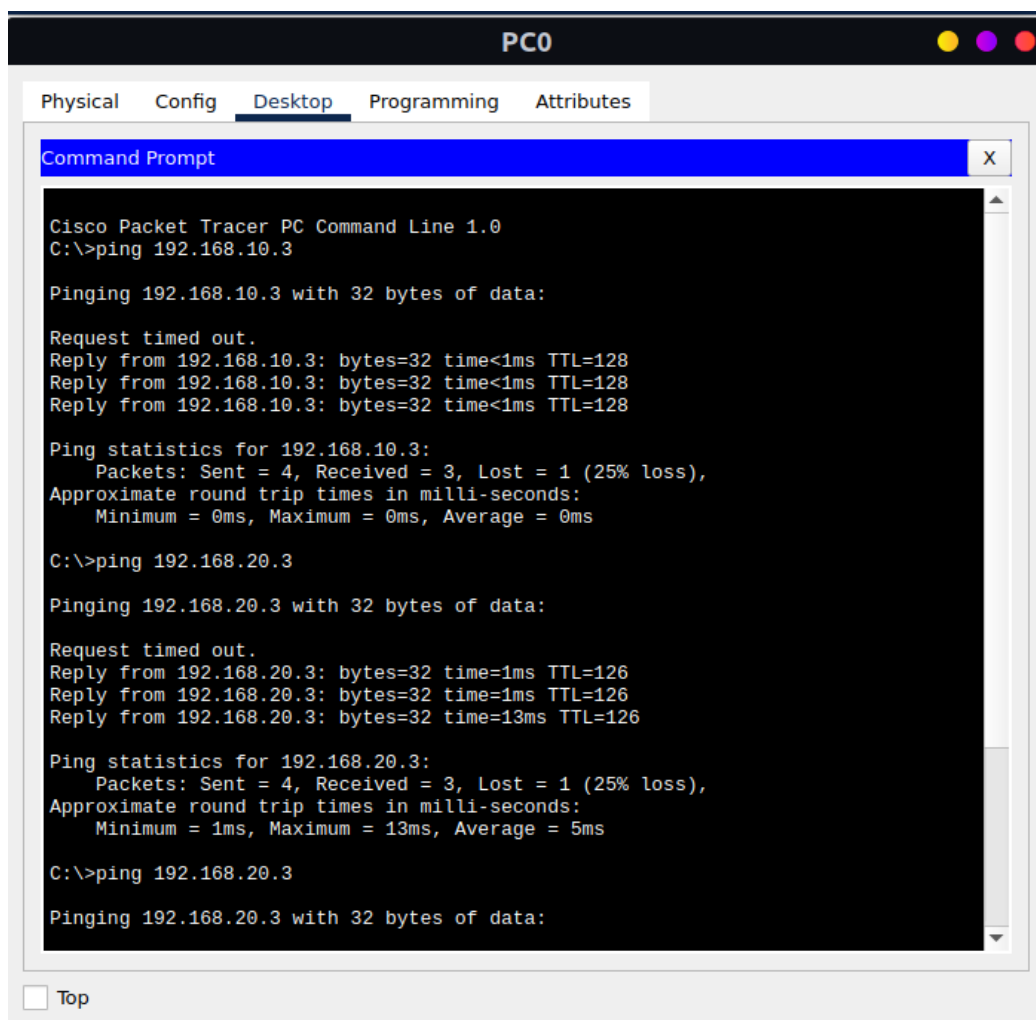 PC0
Physical Config Desktop Programming Attributes
Command Prompt X
Cisco Packet Tracer PC Command Line 1.0
C:\>ping 192.168.10.3
Pinging 192.168.10.3 with 32 bytes of data:
Request timed out.
Reply from 192.168.10.3: bytes=32 time<1ms TTL=128
Reply from 192.168.10.3: bytes=32 time<1ms TTL=128
Reply from 192.168.10.3: bytes=32 time<1ms TTL=128
Ping statistics for 192.168.10.3:
    Packets: Sent = 4, Received = 3, Lost = 1 (25% loss),
Approximate round trip times in milli-seconds:
    Minimum = 0ms, Maximum = 0ms, Average = 0ms
C:\>ping 192.168.20.3
Pinging 192.168.20.3 with 32 bytes of data:
Request timed out.
Reply from 192.168.20.3: bytes=32 time=1ms TTL=126
Reply from 192.168.20.3: bytes=32 time=1ms TTL=126
Reply from 192.168.20.3: bytes=32 time=13ms TTL=126
Ping statistics for 192.168.20.3:
    Packets: Sent = 4, Received = 3, Lost = 1 (25% loss),
Approximate round trip times in milli-seconds:
    Minimum = 1ms, Maximum = 13ms, Average = 5ms
C:\>ping 192.168.20.3
Pinging 192.168.20.3 with 32 bytes of data:
Top